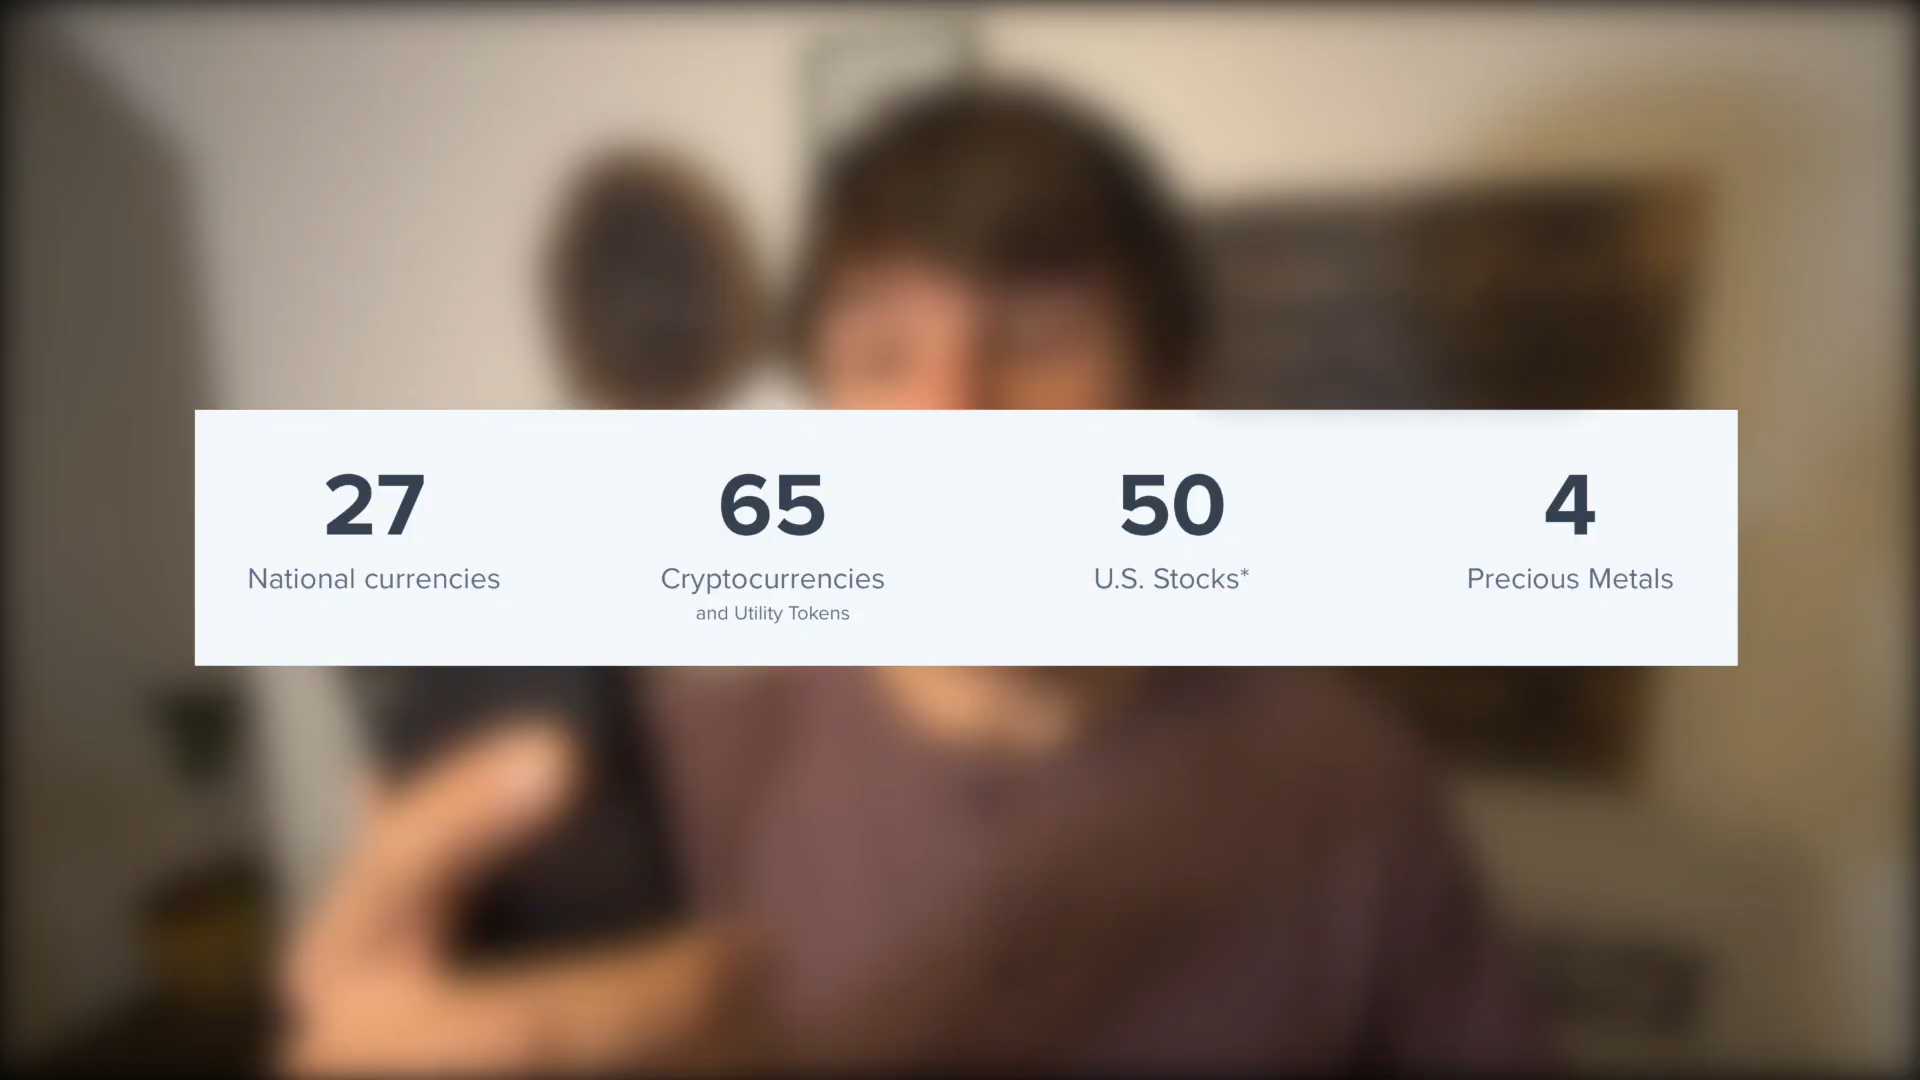 27
National currencies
65
Cryptocurrencies
and Utility Tokens
50
U.S. Stocks*
4
Precious Metals